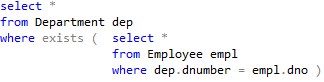 select *
from Department dep
where exists (  select *
from Employee empl
where dep.dnumber = empl.dno )